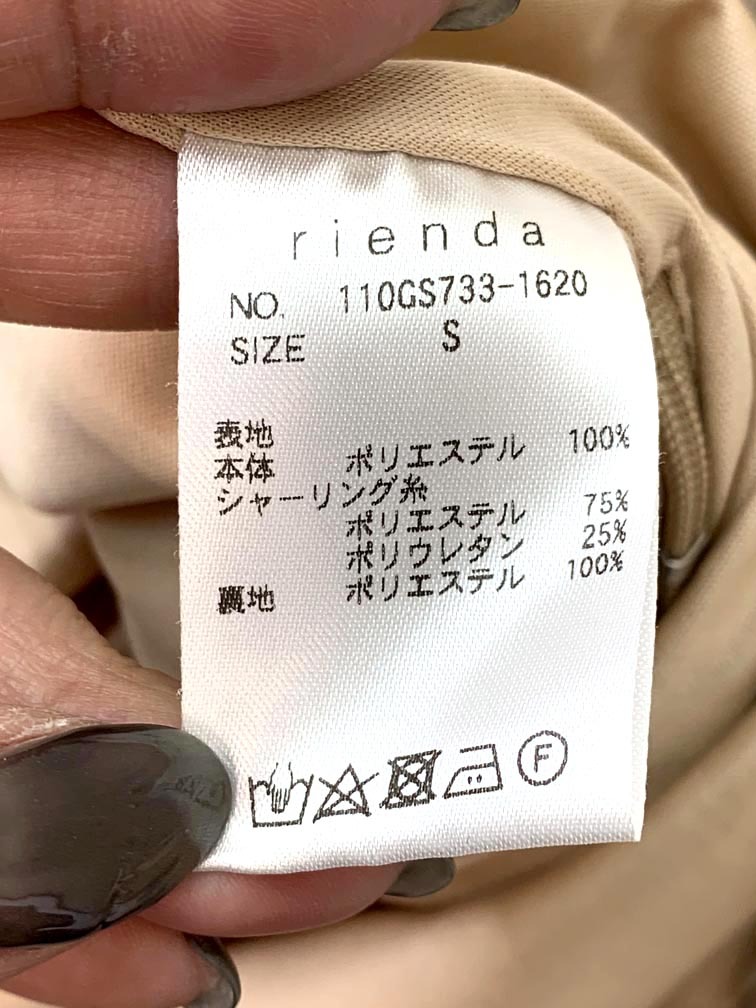 rienda
NO. 110GS733-1620
SIZE S
表地
本体 ポリエステル 100%
シャーリング糸
ポリエステル 75%
ポリウレタン 25%
裏地 ポリエステル 100%
F